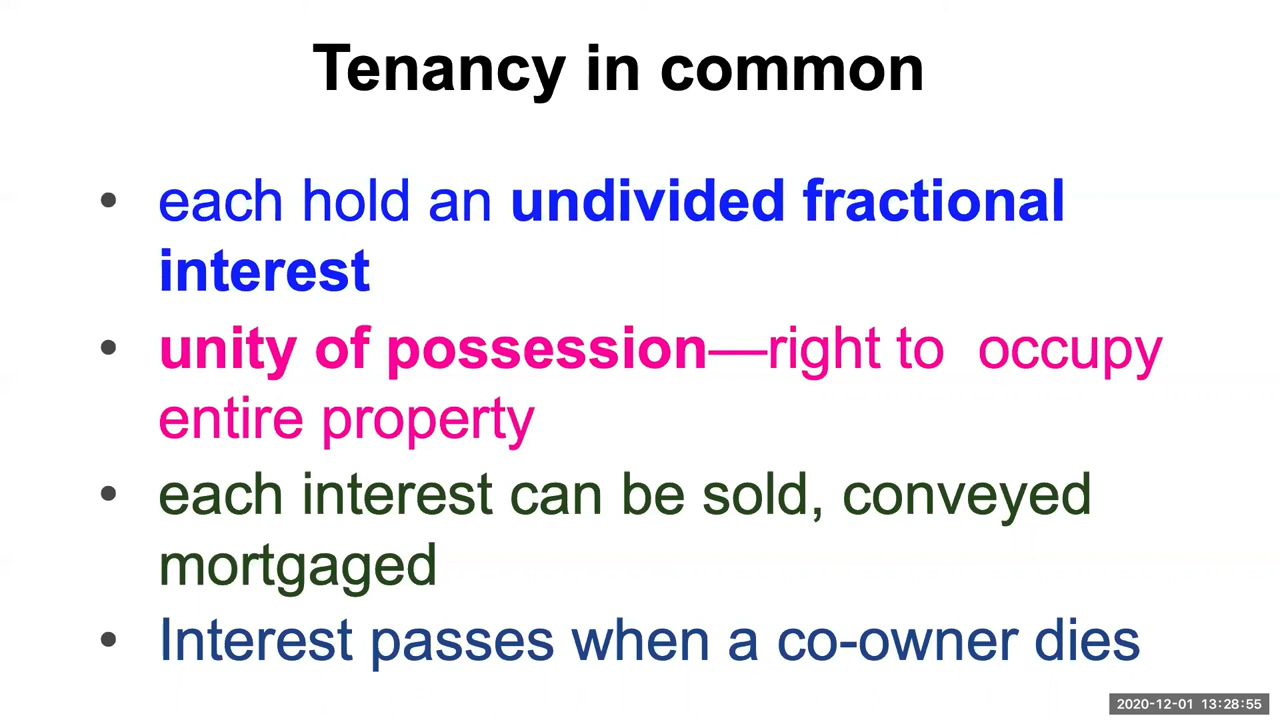 Tenancy in common
• each hold an undivided fractional
interest
• unity of possession—right to  occupy
entire property
• each interest can be sold, conveyed
mortgaged
• Interest passes when a co-owner dies
2020-12-01 13:28:55